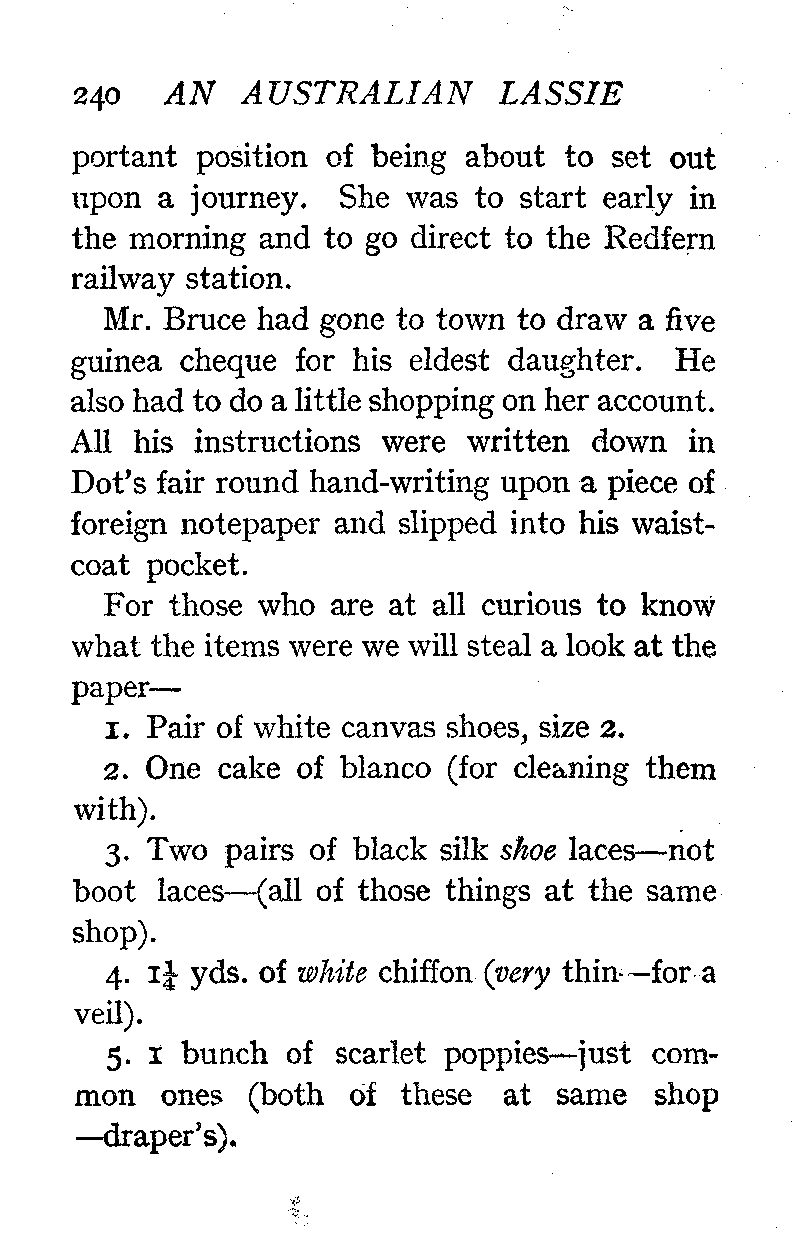 240 AN AUSTRALIAN LASSIE
portant position of being about to set out
upon a journey. She was to start early in
the morning and to go direct to the Redfern
railway station.
Mr. Bruce had gone to town to draw a five
guinea cheque for his eldest daughter. He
also had to do a little shopping on her account.
All his instructions were written down in
Dot's fair round hand-writing upon a piece of
foreign notepaper and slipped into his waist-
coat pocket.
For those who are at all curious to know
what the items were we will steal a look at the
paper—
1. Pair of white canvas shoes, size 2.
2. One cake of blanco (for cleaning them
with).
3. Two pairs of black silk shoe laces—not
boot laces—(all of those things at the same
shop).
4. 1¼ yds. of white chiffon (very thin—for a
veil).
5. 1 bunch of scarlet poppies—just com-
mon ones (both of these at same shop
—draper's).